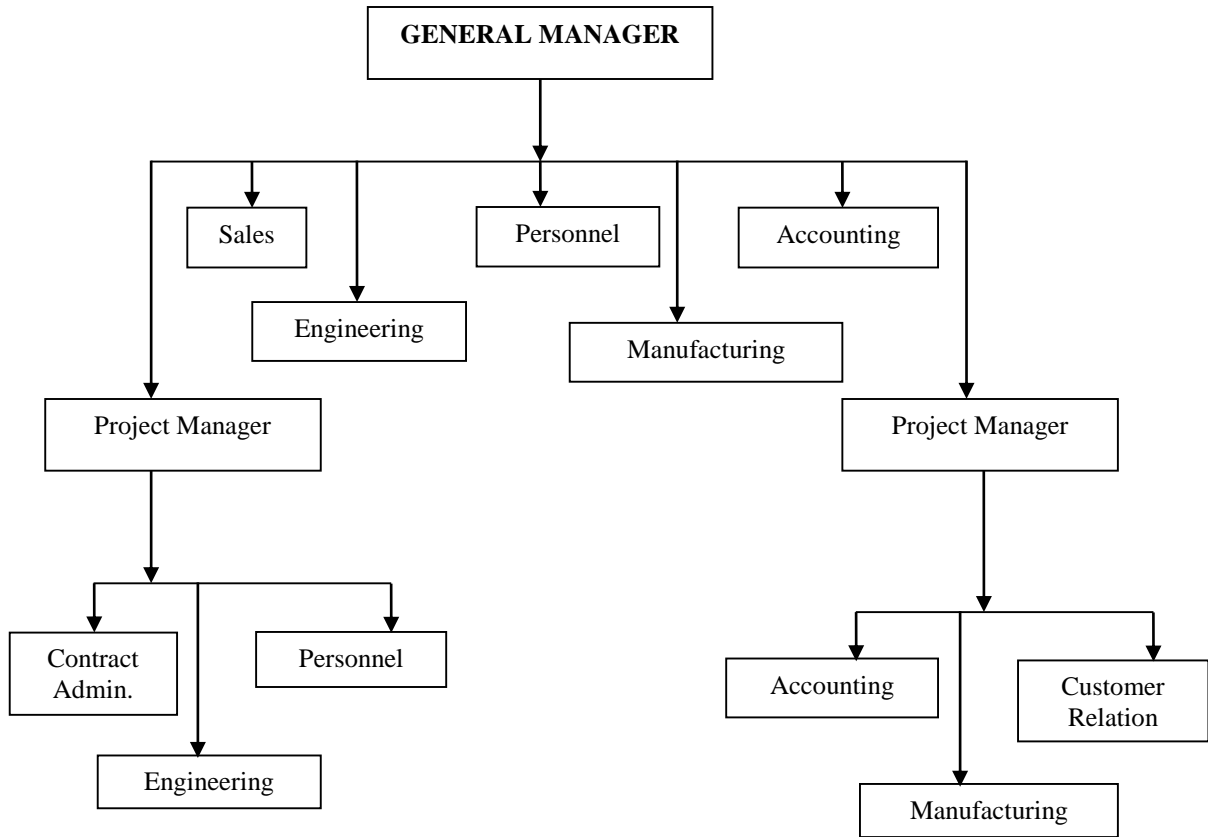 GENERAL MANAGER
Sales
Personnel
Accounting
Engineering
Manufacturing
Project Manager
Project Manager
Contract
Admin.
Personnel
Accounting
Customer
Relation
Engineering
Manufacturing